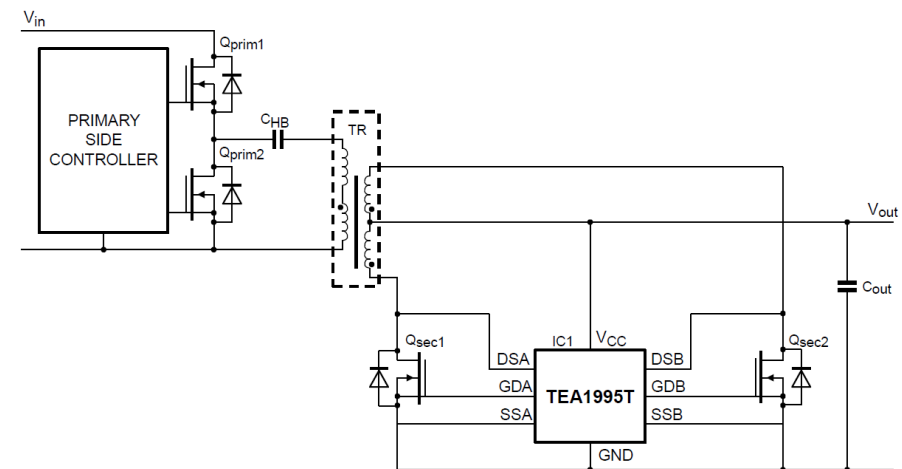 Vin
Qprim1
PRIMARY
SIDE
CONTROLLER
CHB
TR
Qprim2
Vout
Cout
Qsec1
IC1
VCC
Qsec2
DSA
DSB
GDA
TEA1995T
GDB
SSA
SSB
GND